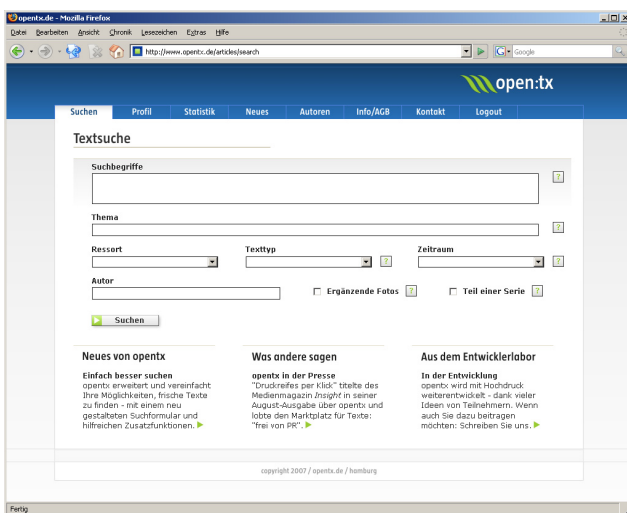 opentx.de - Mozilla Firefox
Datei Bearbeiten Ansicht Chronik Lesezeichen Extras Hilfe
http://www.opentx.de/articles/search
G Google
open:tx
Suchen Profil Statistik Neues Autoren Info/AGB Kontakt Logout
Textsuche
Suchbegriffe
?
Thema
?
Ressort Texttyp Zeitraum
? ?
Autor
Ergänzende Fotos ? Teil einer Serie ?
Suchen
Neues von opentx
Einfach besser suchen
opentx erweitert und vereinfacht
Ihre Möglichkeiten, frische Texte
zu finden - mit einem neu
gestalteten Suchformular und
hilfreichen Zusatzfunktionen.
Was andere sagen
opentx in der Presse
"Druckreifes per Klick" titelte des
Medienmagazin Insight in seiner
August-Ausgabe über opentx und
lobte den Marktplatz für Texte:
"frei von PR".
Aus dem Entwicklerlabor
In der Entwicklung
opentx wird mit Hochdruck
weiterentwickelt - dank vieler
Ideen von Teilnehmern. Wenn
auch Sie dazu beitragen
möchten: Schreiben Sie uns.
copyright 2007 / opentx.de / hamburg
Fertig